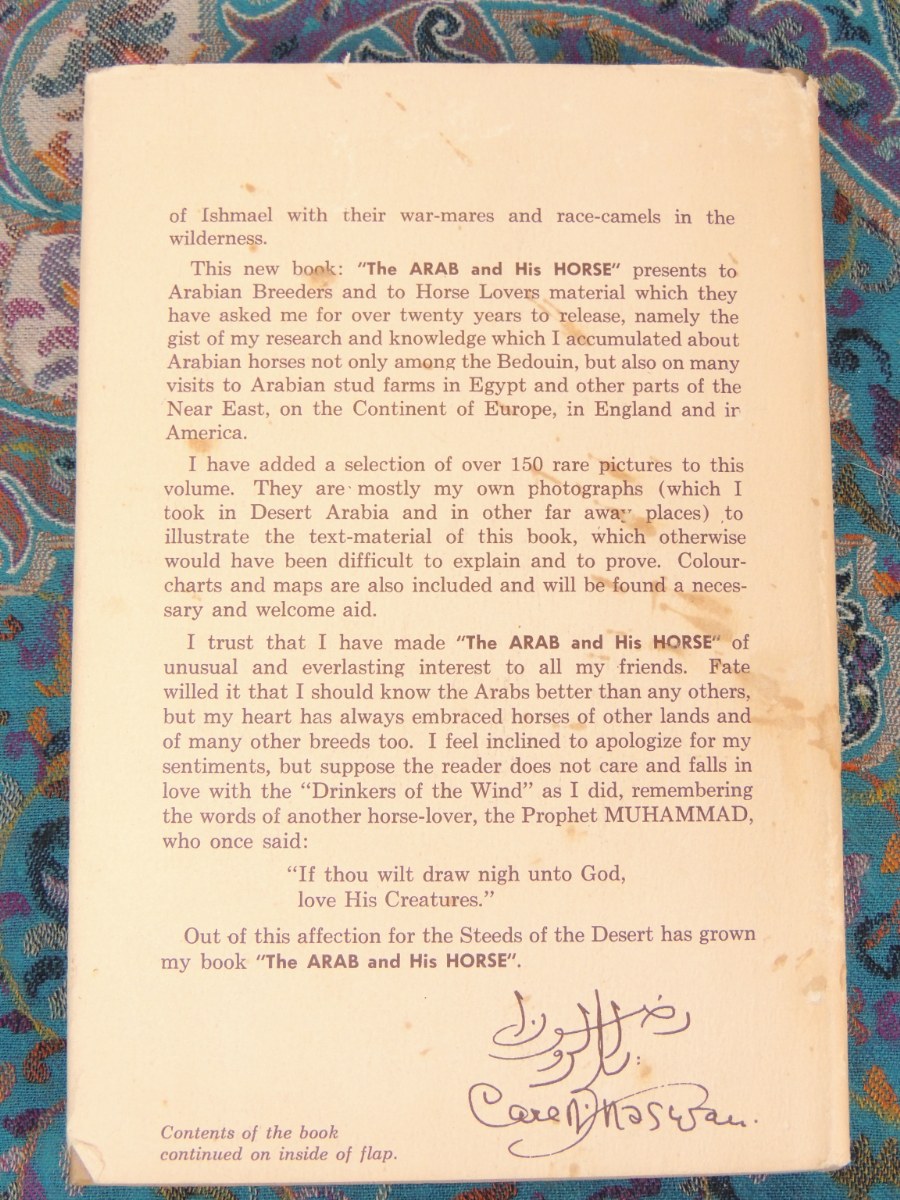 of Ishmael with their war-mares and race-camels in the
wilderness.
This new book: "The ARAB and His HORSE" presents to
Arabian Breeders and to Horse Lovers material which they
have asked me for over twenty years to release, namely the
gist of my research and knowledge which I accumulated about
Arabian horses not only among the Bedouin, but also on many
visits to Arabian stud farms in Egypt and other parts of the
Near East, on the Continent of Europe, in England and in
America.
I have added a selection of over 150 rare pictures to this
volume. They are mostly my own photographs (which I
took in Desert Arabia and in other far away places) to
illustrate the text-material of this book, which otherwise
would have been difficult to explain and to prove. Colour-
charts and maps are also included and will be found a neces-
sary and welcome aid.
I trust that I have made "The ARAB and His HORSE" of
unusual and everlasting interest to all my friends. Fate
willed it that I should know the Arabs better than any others,
but my heart has always embraced horses of other lands and
of many other breeds too. I feel inclined to apologize for my
sentiments, but suppose the reader does not care and falls in
love with the "Drinkers of the Wind" as I did, remembering
the words of another horse-lover, the Prophet MUHAMMAD,
who once said:
"If thou wilt draw nigh unto God,
love His Creatures."
Out of this affection for the Steeds of the Desert has grown
my book "The ARAB and His HORSE".
Contents of the book
continued on inside of flap.